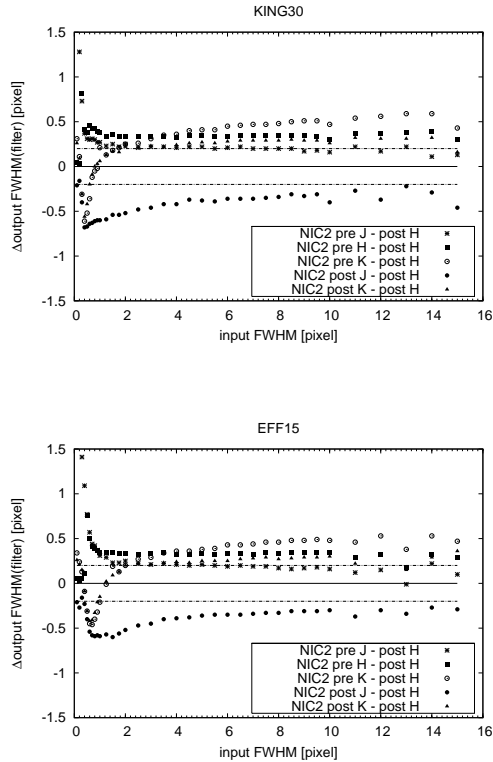 KING30
1.5
1
0.5
0
-0.5
-1
-1.5
Δoutput FWHM(filter) [pixel]
NIC2 pre J - post H
NIC2 pre H - post H
NIC2 pre K - post H
NIC2 post J - post H
NIC2 post K - post H
0 2 4 6 8 10 12 14 16
input FWHM [pixel]
EFF15
1.5
1
0.5
0
-0.5
-1
-1.5
Δoutput FWHM(filter) [pixel]
NIC2 pre J - post H
NIC2 pre H - post H
NIC2 pre K - post H
NIC2 post J - post H
NIC2 post K - post H
0 2 4 6 8 10 12 14 16
input FWHM [pixel]